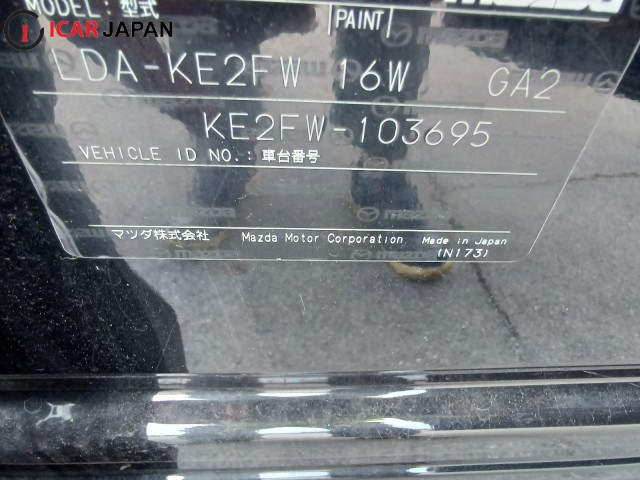 MODEL: 型式
PAINT
ICAR JAPAN
LDA-KE2FW 16W GA2
KE2FW-103695
VEHICLE ID NO.: 車台番号
マツダ株式会社 Mazda Motor Corporation Made in Japan
(N173)